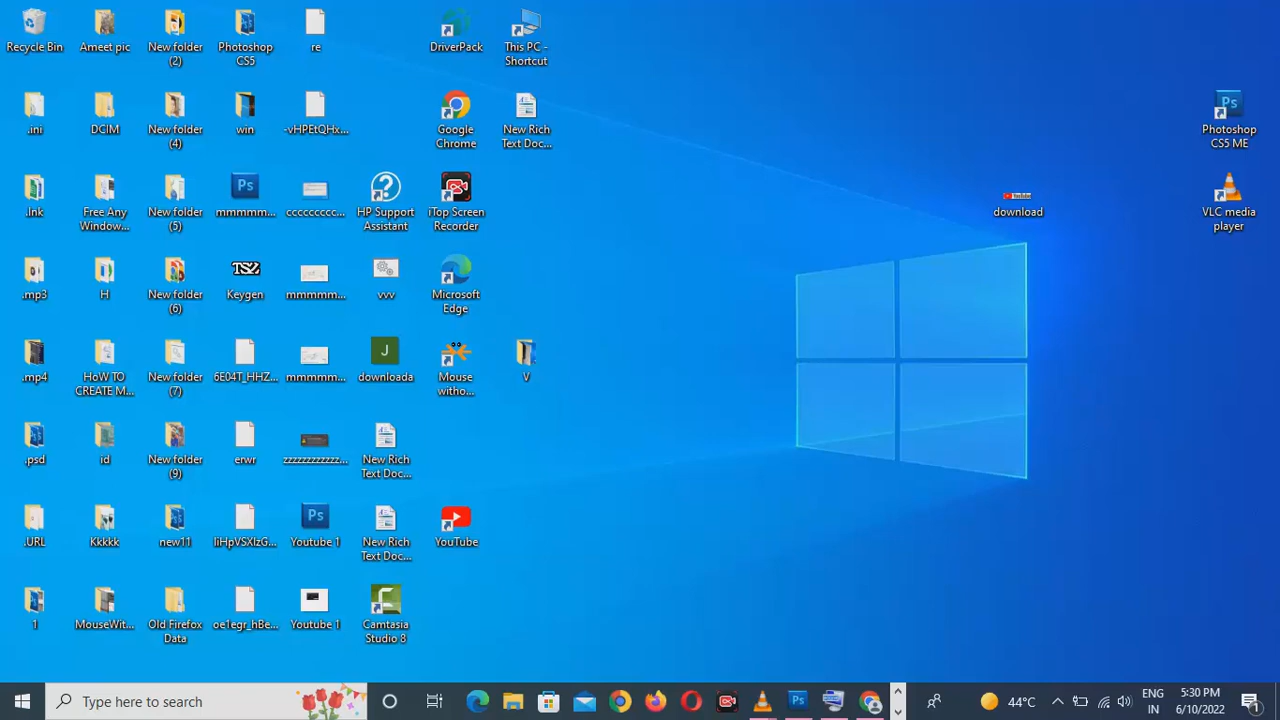 Recycle Bin
Ameet pic
New folder
(2)
Photoshop
CS5
re
DriverPack
This PC -
Shortcut
.ini
DCIM
New folder
(4)
win
-vHPEtQHx...
Google
Chrome
New Rich
Text Doc...
Ps
Photoshop
CS5 ME
.lnk
Free Any
Window...
New folder
(5)
Ps
mmmmm...
ccccccccc...
?
HP Support
Assistant
iTop Screen
Recorder
YouTube
download
VLC media
player
.mp3
H
New folder
(6)
Keygen
mmmmm...
vvv
Microsoft
Edge
.mp4
HoW TO
CREATE M...
New folder
(7)
6E04T_HHZ...
mmmmm...
J
downloada
Mouse
witho...
V
.psd
id
New folder
(9)
erwr
zzzzzzzzzzz...
New Rich
Text Doc...
.URL
Kkkkk
new11
Ps
Youtube 1
New Rich
Text Doc...
YouTube
1
MouseWit...
Old Firefox
Data
oe1egr_hBe...
Youtube 1
C
Camtasia
Studio 8
Type here to search
Ps
44°C
ENG
IN
5:30 PM
6/10/2022
1